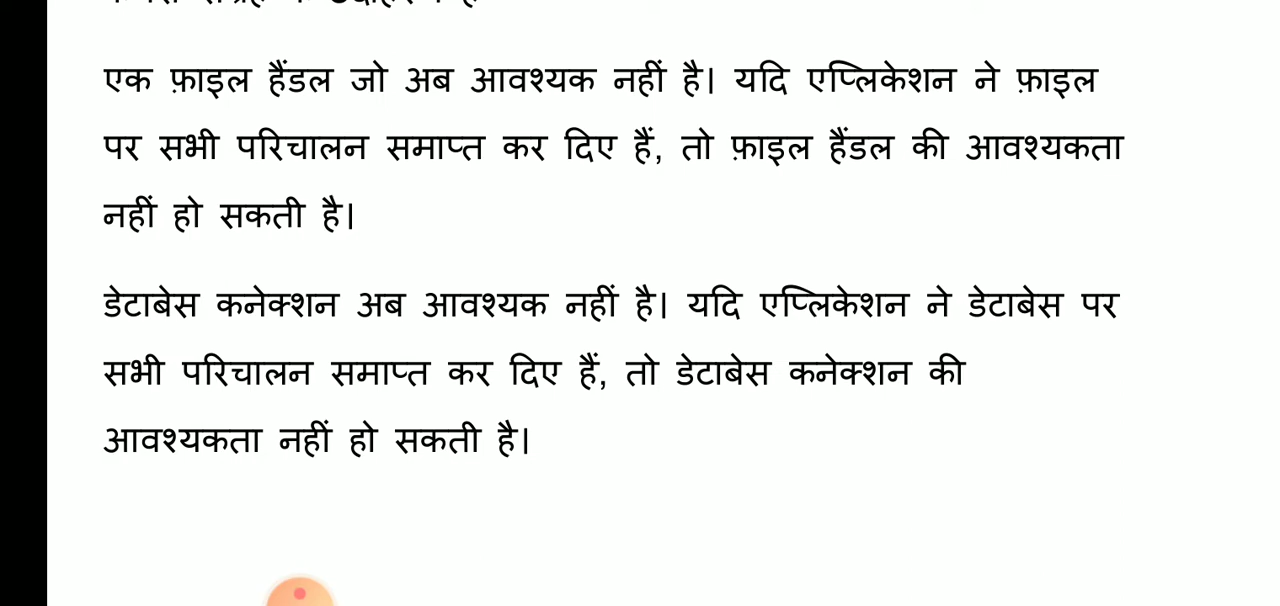 एक फ़ाइल हैंडल जो अब आवश्यक नहीं है। यदि एप्लिकेशन ने फ़ाइल
पर सभी परिचालन समाप्त कर दिए हैं, तो फ़ाइल हैंडल की आवश्यकता
नहीं हो सकती है।
डेटाबेस कनेक्शन अब आवश्यक नहीं है। यदि एप्लिकेशन ने डेटाबेस पर
सभी परिचालन समाप्त कर दिए हैं, तो डेटाबेस कनेक्शन की
आवश्यकता नहीं हो सकती है।